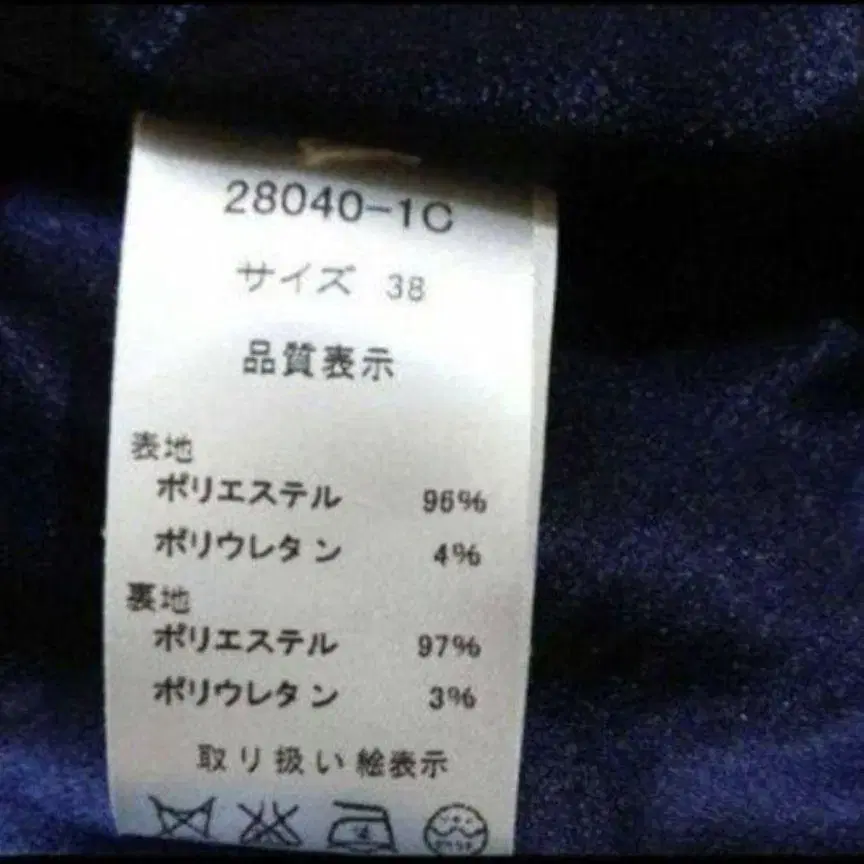 28040-1C
サイズ 38
品質表示
表地
ポリエステル 96%
ポリウレタン 4%
裏地
ポリエステル 97%
ポリウレタン 3%
取り扱い絵表示